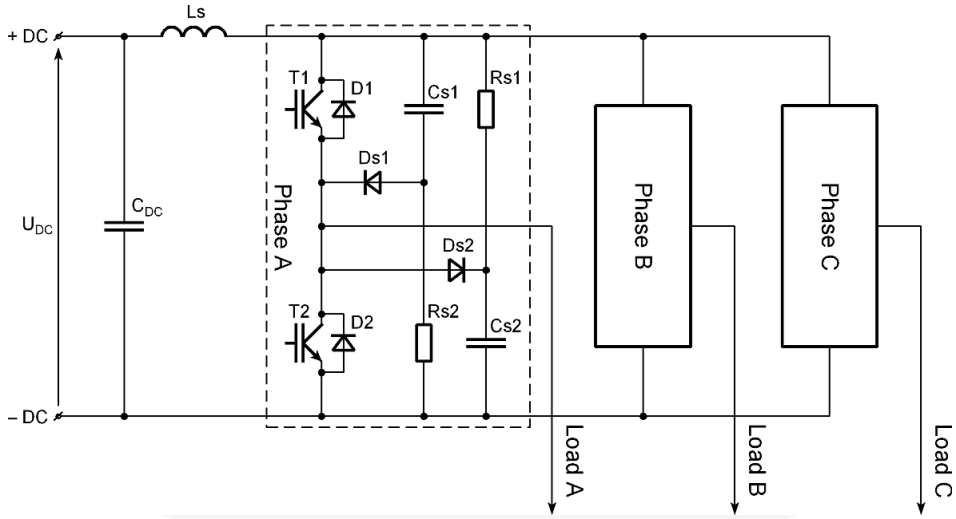 Ls
+ DC
T1
D1
Cs1
Rs1
Ds1
Phase A
Phase B
Phase C
C_DC
U_DC
Ds2
T2
D2
Rs2
Cs2
– DC
Load A
Load B
Load C